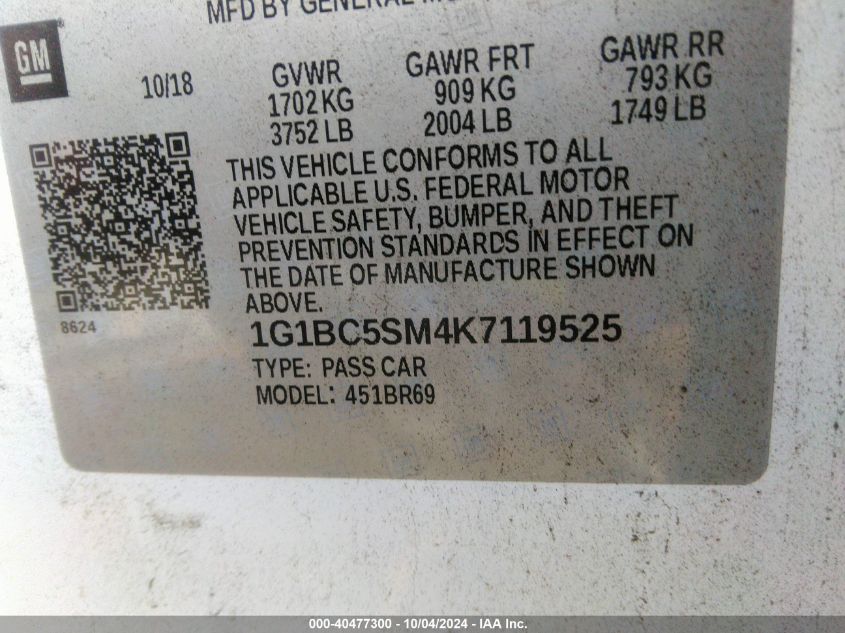 MFD BY GENERAL
GM
10/18
GVWR
1702 KG
3752 LB
GAWR FRT
909 KG
2004 LB
GAWR RR
793 KG
1749 LB
THIS VEHICLE CONFORMS TO ALL
APPLICABLE U.S. FEDERAL MOTOR
VEHICLE SAFETY, BUMPER, AND THEFT
PREVENTION STANDARDS IN EFFECT ON
THE DATE OF MANUFACTURE SHOWN
ABOVE.
8624
1G1BC5SM4K7119525
TYPE: PASS CAR
MODEL: 451BR69
000-40477300 - 10/04/2024 - IAA Inc.